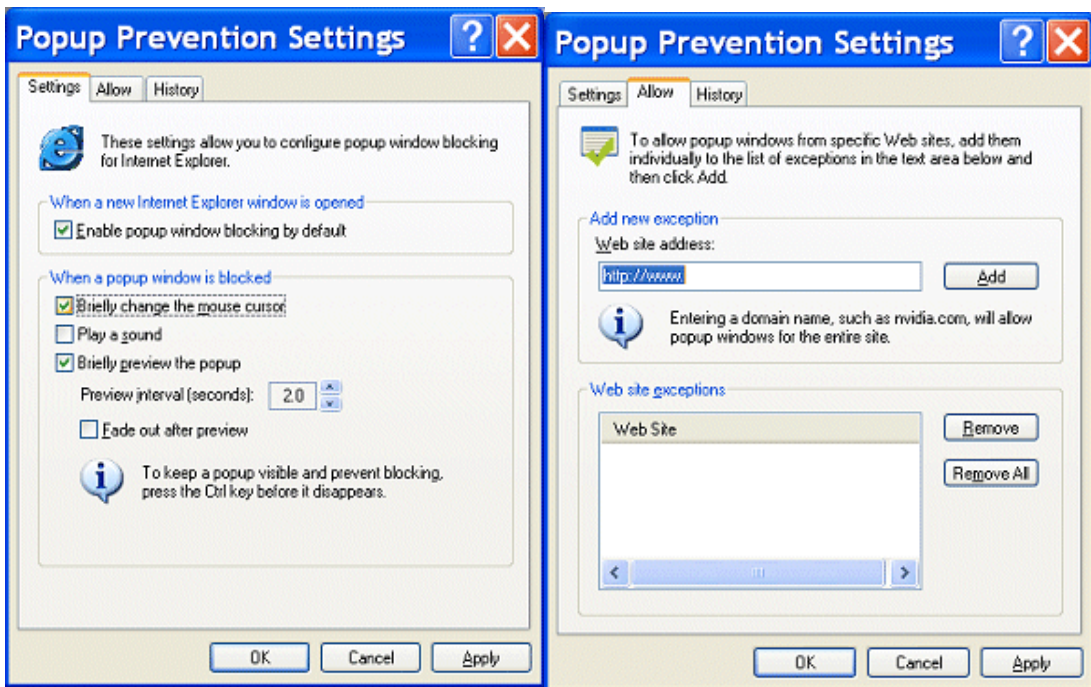 Popup Prevention Settings
Settings Allow History
These settings allow you to configure popup window blocking
for Internet Explorer.
When a new Internet Explorer window is opened
Enable popup window blocking by default
When a popup window is blocked
Briefly change the mouse cursor
Play a sound
Briefly preview the popup
Preview interval (seconds): 2.0
Fade out after preview
To keep a popup visible and prevent blocking,
press the Ctrl key before it disappears.
OK Cancel Apply
Popup Prevention Settings
Settings Allow History
To allow popup windows from specific Web sites, add them
individually to the list of exceptions in the text area below and
then click Add.
Add new exception
Web site address:
http://www. Add
Entering a domain name, such as nvidia.com, will allow
popup windows for the entire site.
Web site exceptions
Web Site
Remove
Remove All
OK Cancel Apply